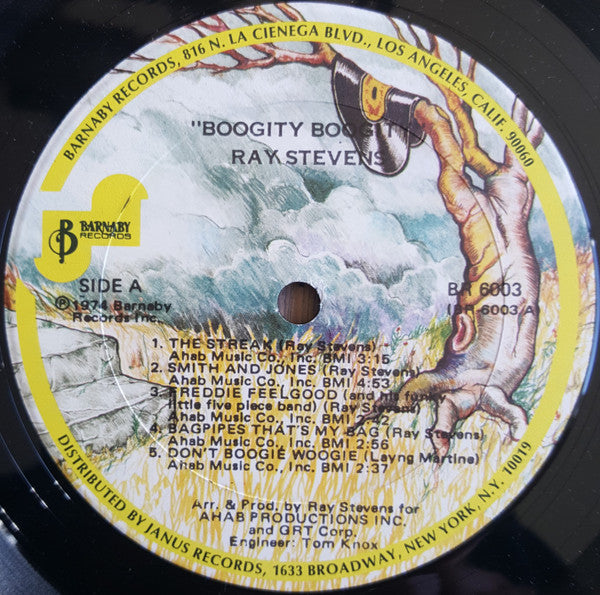 BARNABY RECORDS, 816 N. LA CIENEGA BLVD., LOS ANGELES, CALIF. 90060
"BOOGITY BOOGITY
RAY STEVENS
B BARNABY
RECORDS
SIDE A
℗1974 Barnaby
Records Inc.
BR 6003
(BR-6003 A)
1. THE STREAK (Ray Stevens)
Ahab Music Co., Inc. BMI 3:15
2. SMITH AND JONES (Ray Stevens)
Ahab Music Co., Inc. BMI 4:53
3. FREDDIE FEELGOOD (and his funky
little five piece band) (Ray Stevens)
Ahab Music Co., Inc. BMI 2:42
4. BAGPIPES THAT'S MY BAG (Ray Stevens)
Ahab Music Co., Inc. BMI 2:56
5. DON'T BOOGIE WOOGIE (Layng Martine)
Ahab Music Co., Inc. BMI 2:37
Arr. & Prod. by Ray Stevens for
AHAB PRODUCTIONS INC.
and GRT Corp.
Engineer: Tom Knox
DISTRIBUTED BY JANUS RECORDS, 1633 BROADWAY, NEW YORK, N.Y. 10019